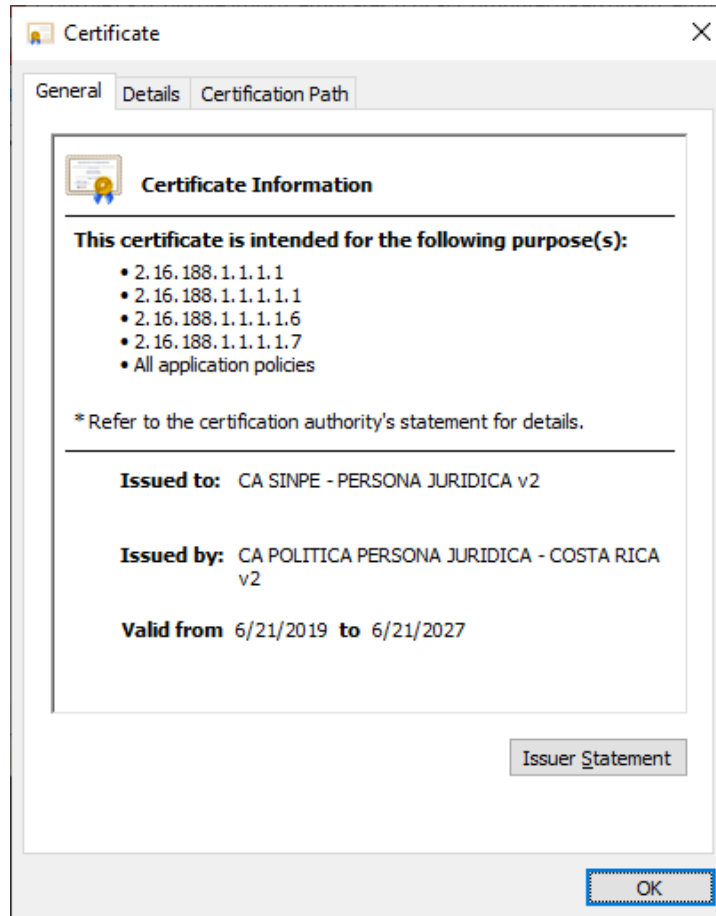 Certificate
General Details Certification Path
Certificate Information
This certificate is intended for the following purpose(s):
• 2.16.188.1.1.1.1
• 2.16.188.1.1.1.1.1
• 2.16.188.1.1.1.1.6
• 2.16.188.1.1.1.1.7
• All application policies
* Refer to the certification authority's statement for details.
Issued to: CA SINPE - PERSONA JURIDICA v2
Issued by: CA POLITICA PERSONA JURIDICA - COSTA RICA
v2
Valid from 6/21/2019 to 6/21/2027
Issuer Statement
OK